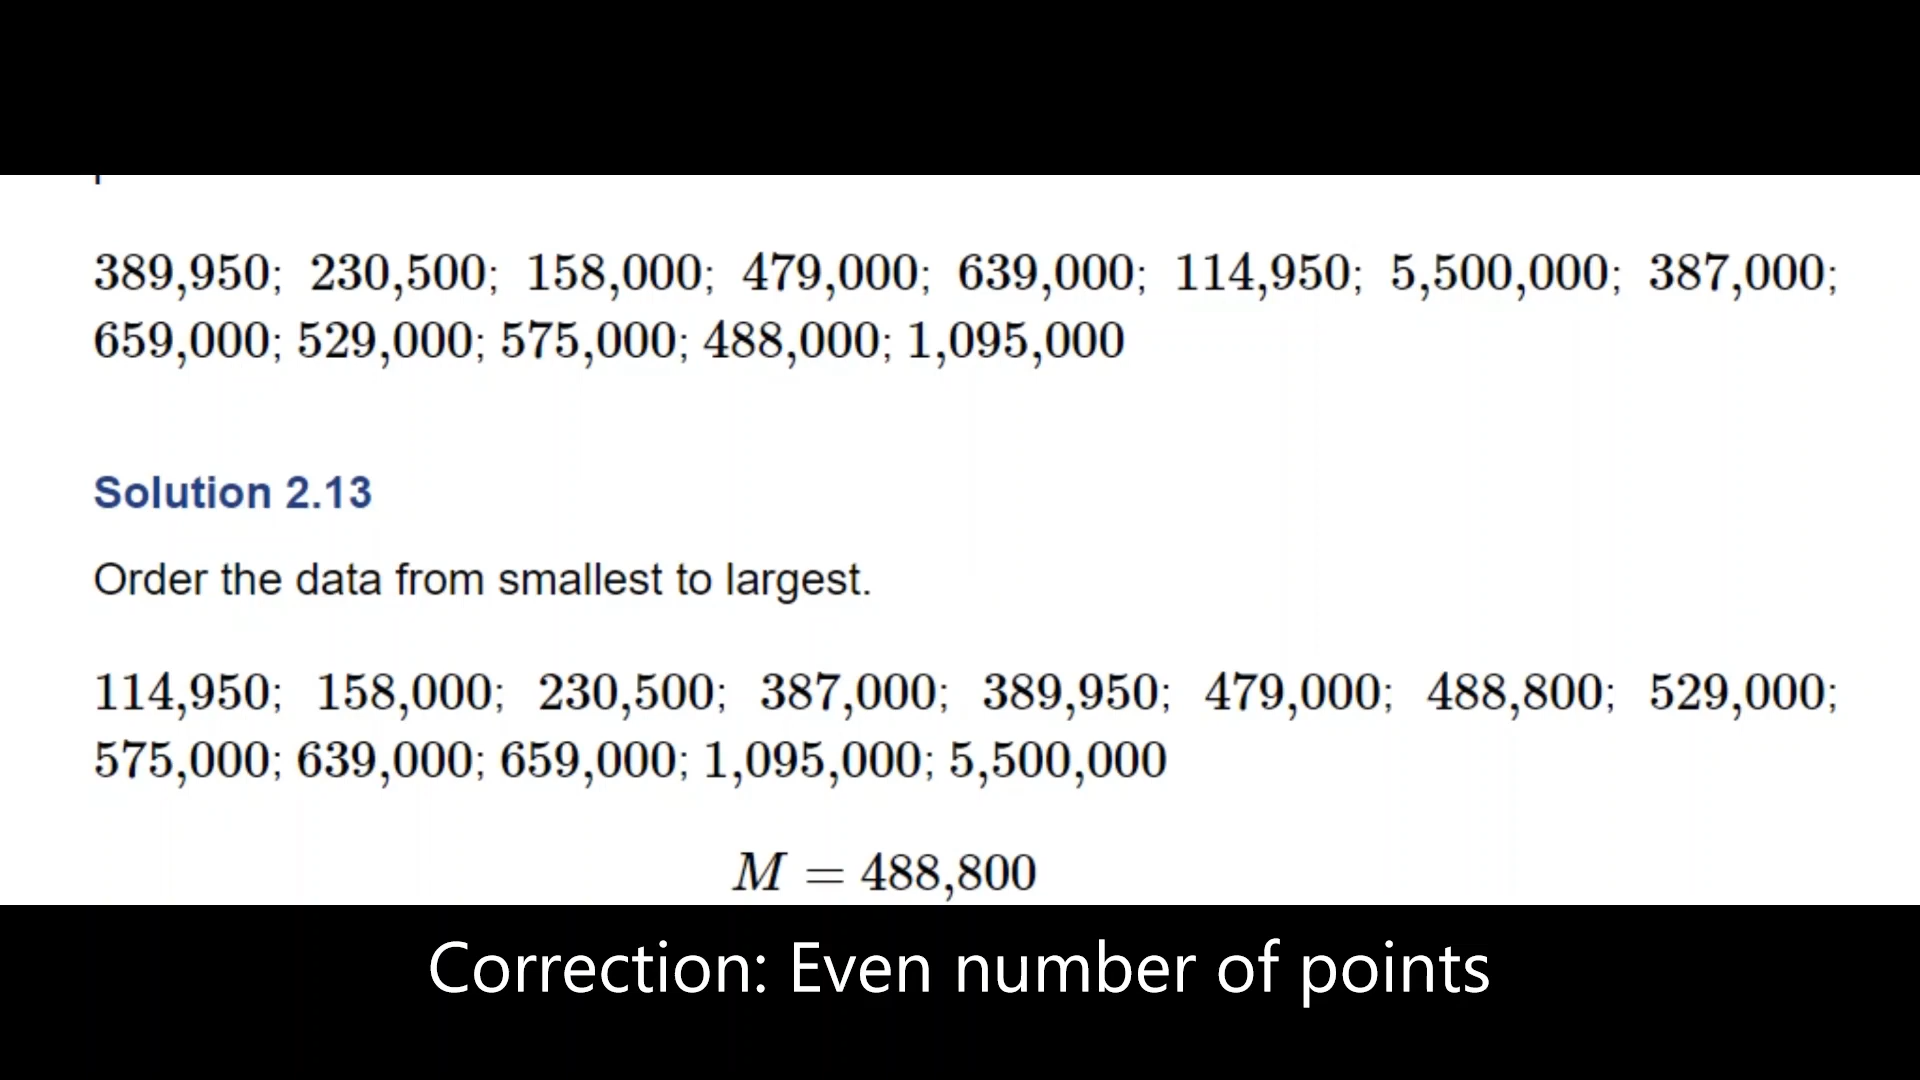 389,950; 230,500; 158,000; 479,000; 639,000; 114,950; 5,500,000; 387,000;
659,000; 529,000; 575,000; 488,000; 1,095,000
Solution 2.13
Order the data from smallest to largest.
114,950; 158,000; 230,500; 387,000; 389,950; 479,000; 488,800; 529,000;
575,000; 639,000; 659,000; 1,095,000; 5,500,000
M = 488,800
Correction: Even number of points